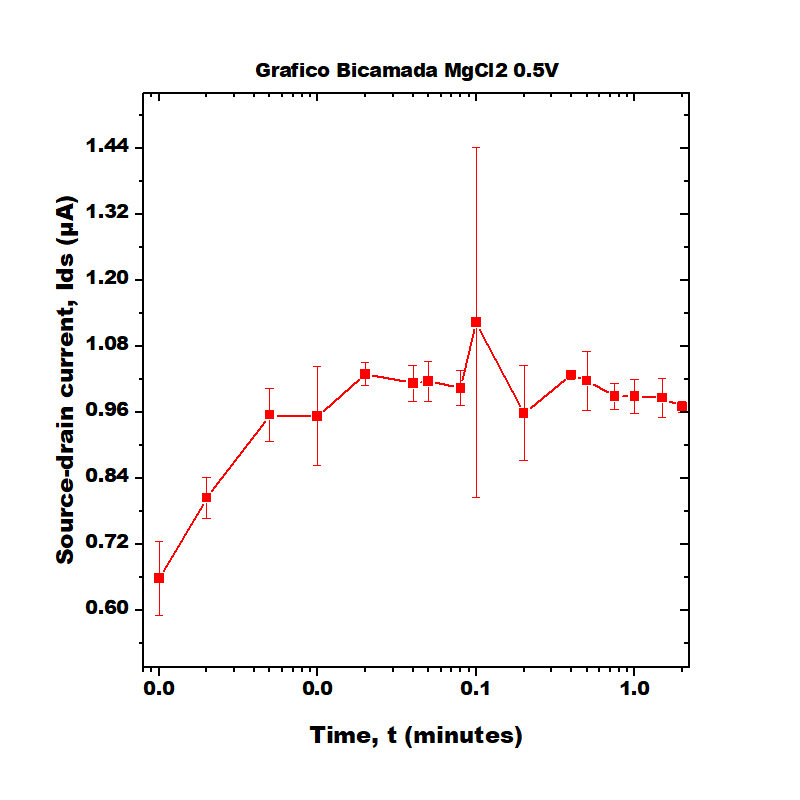 Grafico Bicamada MgCl2 0.5V
Source-drain current, Ids (µA)
1.44
1.32
1.20
1.08
0.96
0.84
0.72
0.60
0.0 0.0 0.1 1.0
Time, t (minutes)